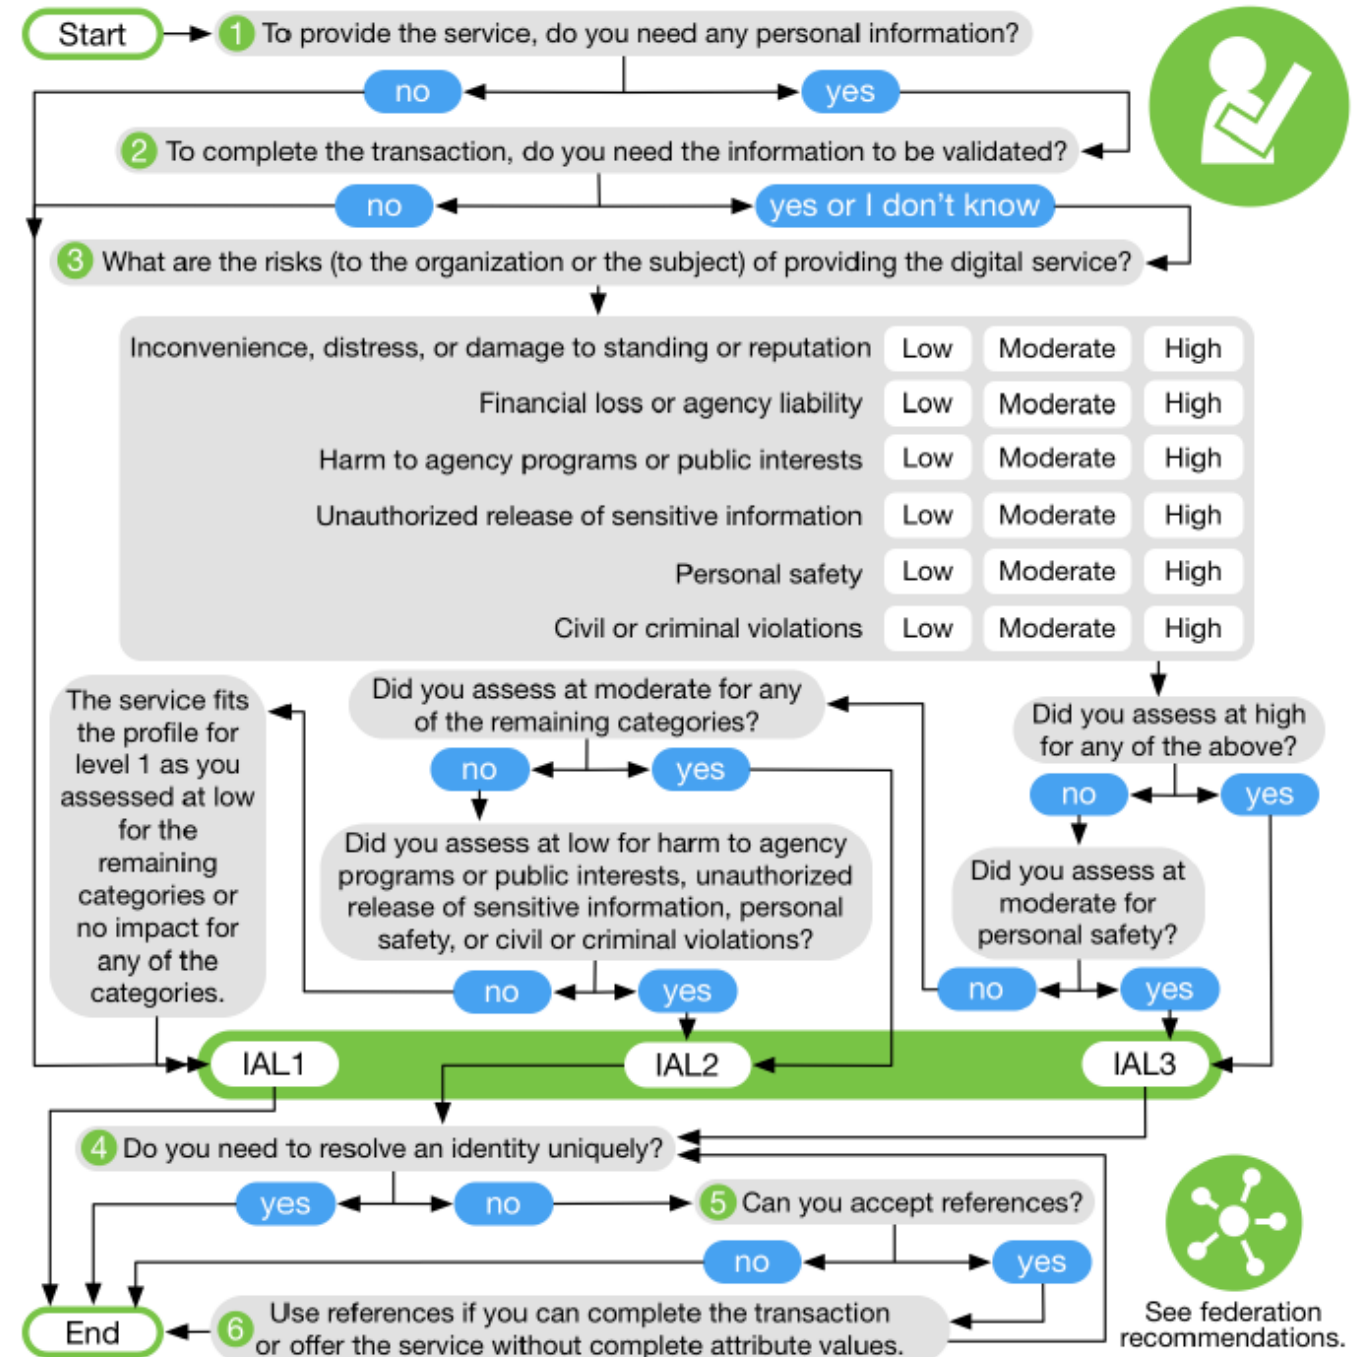 Start
1 To provide the service, do you need any personal information?
no
yes
2 To complete the transaction, do you need the information to be validated?
no
yes or I don't know
3 What are the risks (to the organization or the subject) of providing the digital service?
Inconvenience, distress, or damage to standing or reputation Low Moderate High
Financial loss or agency liability Low Moderate High
Harm to agency programs or public interests Low Moderate High
Unauthorized release of sensitive information Low Moderate High
Personal safety Low Moderate High
Civil or criminal violations Low Moderate High
Did you assess at high
for any of the above?
no
yes
Did you assess at
moderate for
personal safety?
no
yes
Did you assess at moderate for any
of the remaining categories?
no
yes
Did you assess at low for harm to agency
programs or public interests, unauthorized
release of sensitive information, personal
safety, or civil or criminal violations?
no
yes
The service fits
the profile for
level 1 as you
assessed at low
for the
remaining
categories or
no impact for
any of the
categories.
IAL1
IAL2
IAL3
4 Do you need to resolve an identity uniquely?
yes
no
5 Can you accept references?
no
yes
6 Use references if you can complete the transaction
or offer the service without complete attribute values.
End
See federation
recommendations.